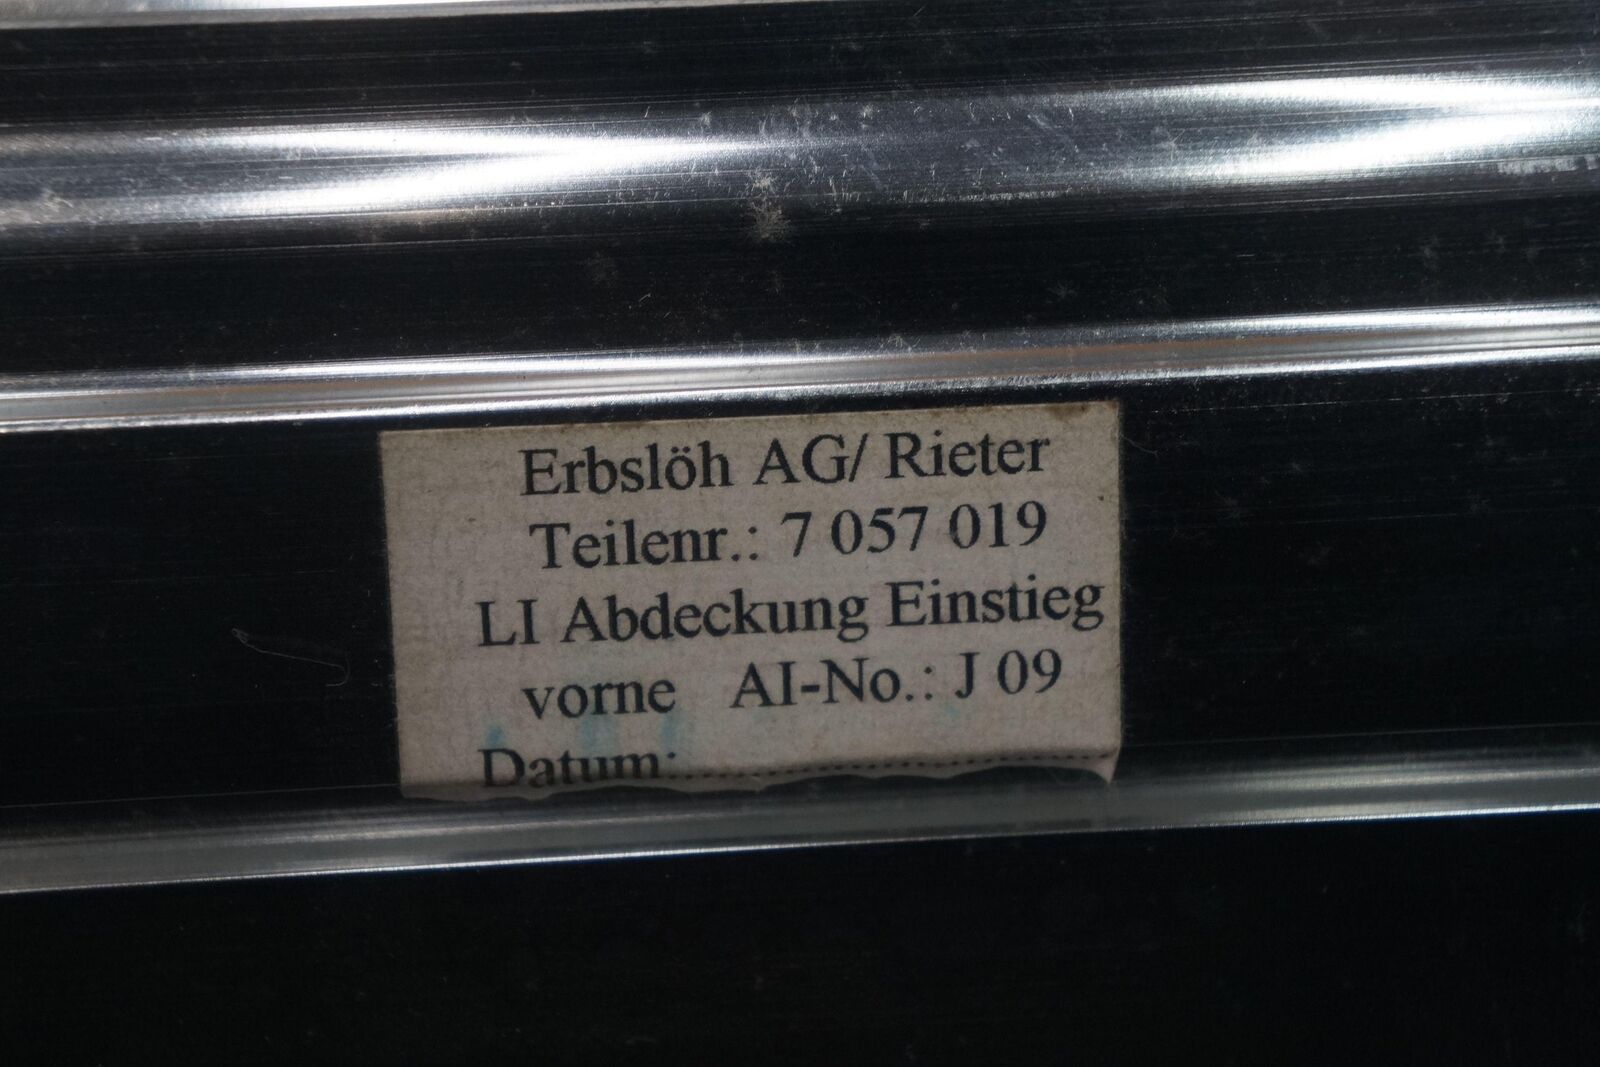 Erbslöh AG/ Rieter
Teilenr.: 7 057 019
LI Abdeckung Einstieg
vorne AI-No.: J 09
Datum:....................